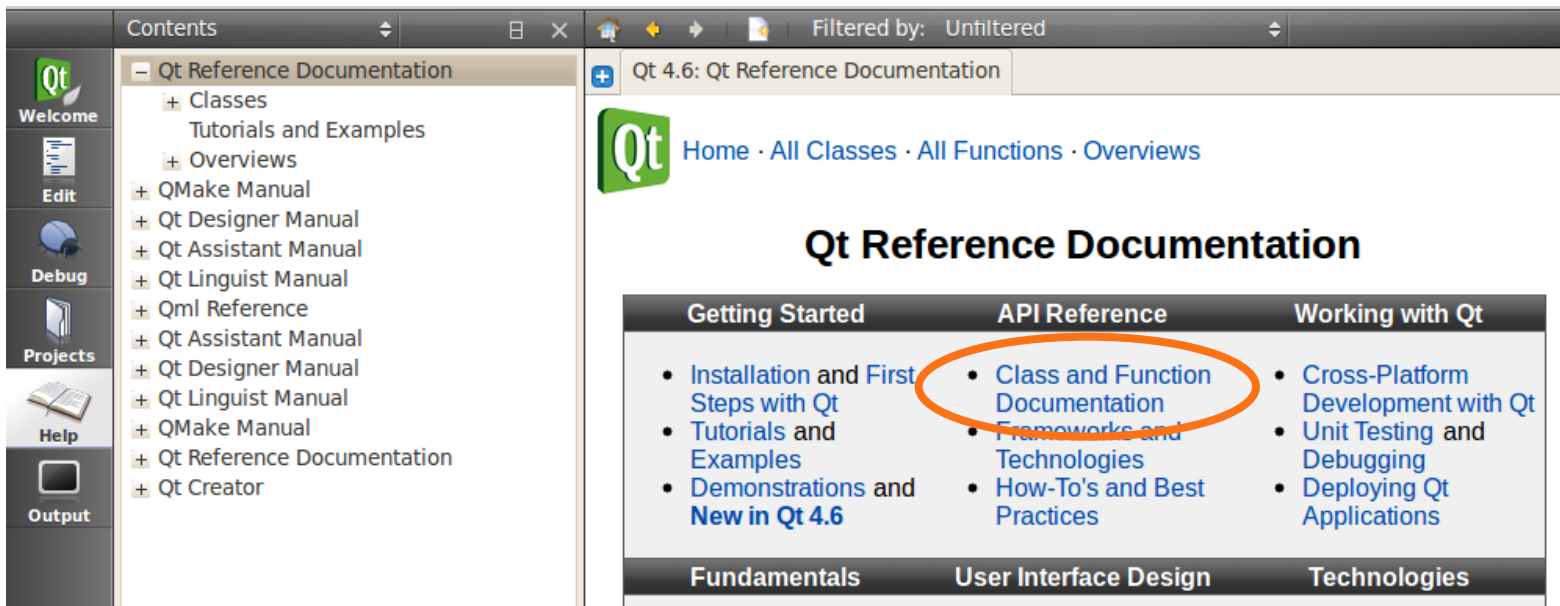 Contents
Filtered by: Unfiltered
Qt
Welcome
Edit
Debug
Projects
Help
Output
Qt Reference Documentation
Classes
Tutorials and Examples
Overviews
QMake Manual
Qt Designer Manual
Qt Assistant Manual
Qt Linguist Manual
Qml Reference
Qt Assistant Manual
Qt Designer Manual
Qt Linguist Manual
QMake Manual
Qt Reference Documentation
Qt Creator
Qt 4.6: Qt Reference Documentation
Qt
Home · All Classes · All Functions · Overviews
Qt Reference Documentation
Getting Started
• Installation and First
Steps with Qt
• Tutorials and
Examples
• Demonstrations and
New in Qt 4.6
API Reference
• Class and Function
Documentation
• Frameworks and
Technologies
• How-To's and Best
Practices
Working with Qt
• Cross-Platform
Development with Qt
• Unit Testing and
Debugging
• Deploying Qt
Applications
Fundamentals
User Interface Design
Technologies